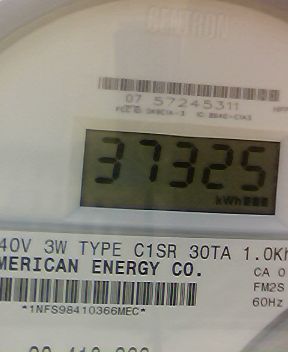 CENTRON
07 57245311
37325
kWh
40V 3W TYPE C1SR 30TA 1.0Kh
MERICAN ENERGY CO.
CA 0
FM2S
60Hz
*1NFS98410366MEC*